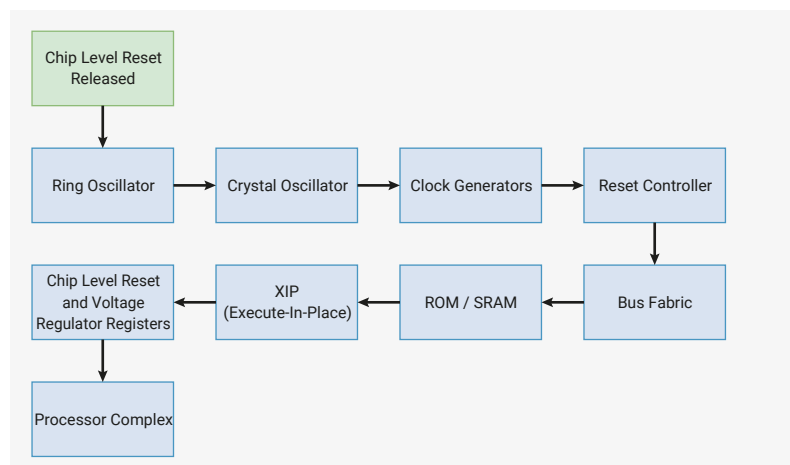 Chip Level Reset
Released
Ring Oscillator
Crystal Oscillator
Clock Generators
Reset Controller
Chip Level Reset
and Voltage
Regulator Registers
XIP
(Execute-In-Place)
ROM / SRAM
Bus Fabric
Processor Complex